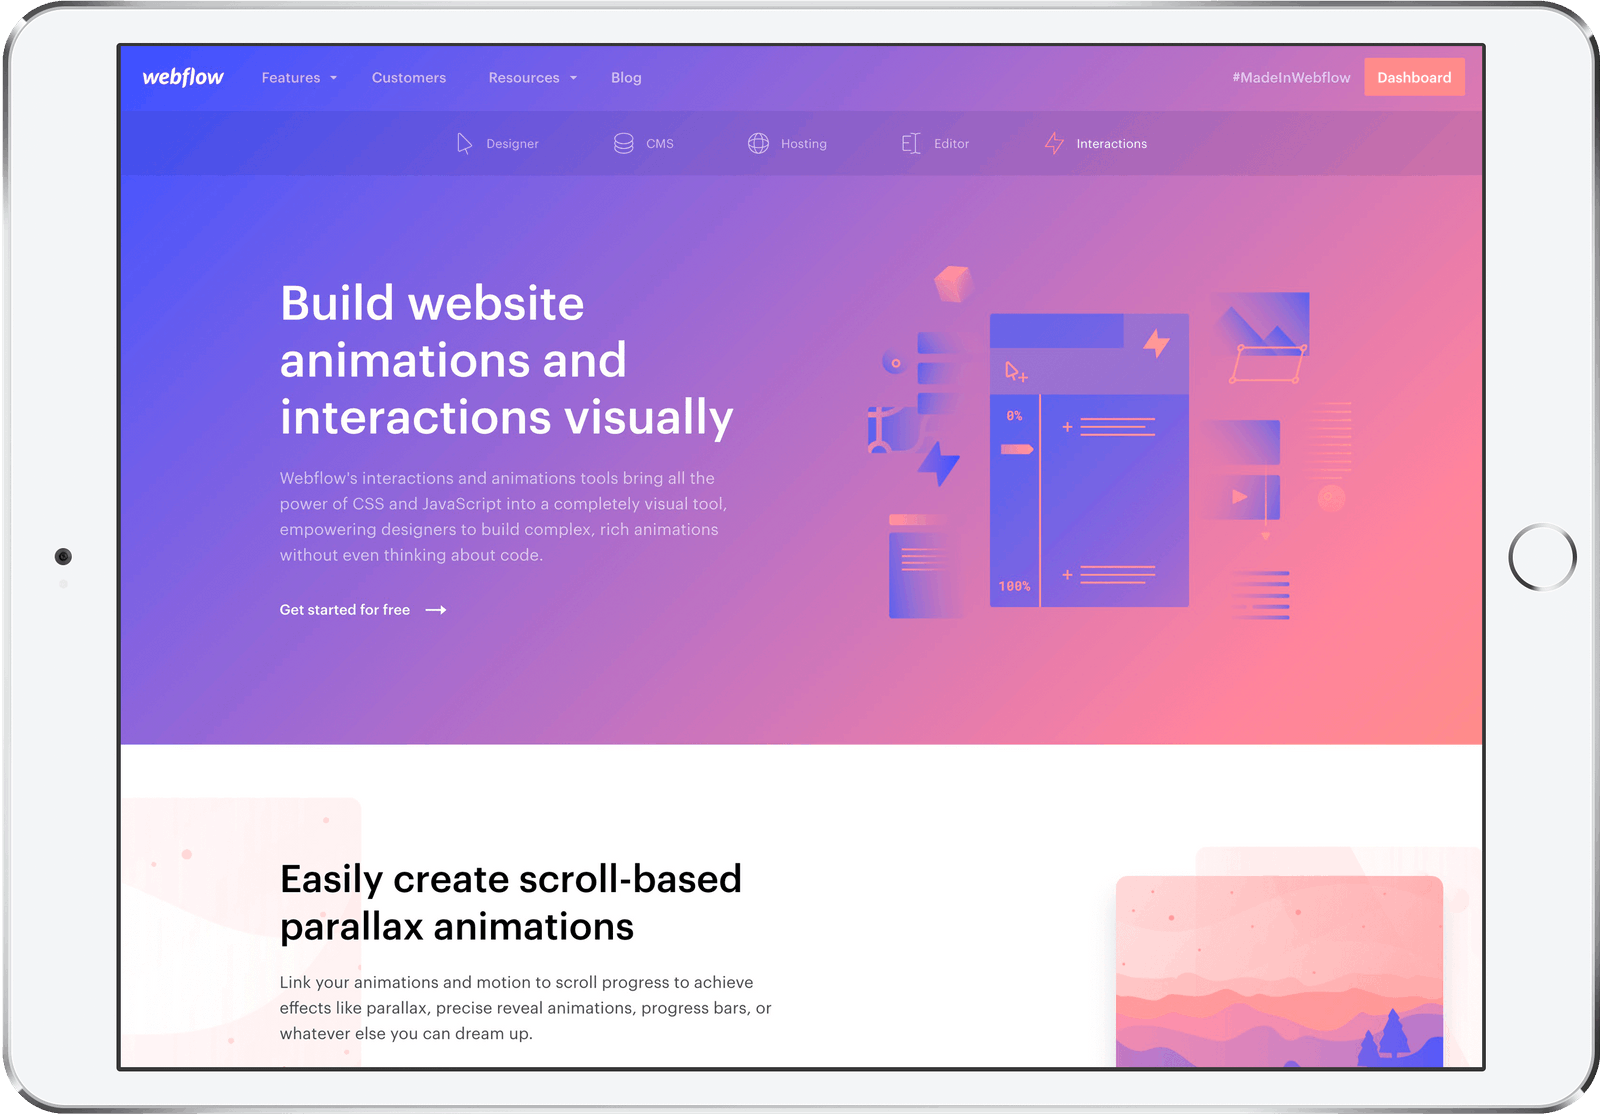 webflow Features Customers Resources Blog #MadeInWebflow Dashboard
Designer CMS Hosting Editor Interactions
Build website
animations and
interactions visually
Webflow's interactions and animations tools bring all the
power of CSS and JavaScript into a completely visual tool,
empowering designers to build complex, rich animations
without even thinking about code.
Get started for free
0%
100%
Easily create scroll-based
parallax animations
Link your animations and motion to scroll progress to achieve
effects like parallax, precise reveal animations, progress bars, or
whatever else you can dream up.